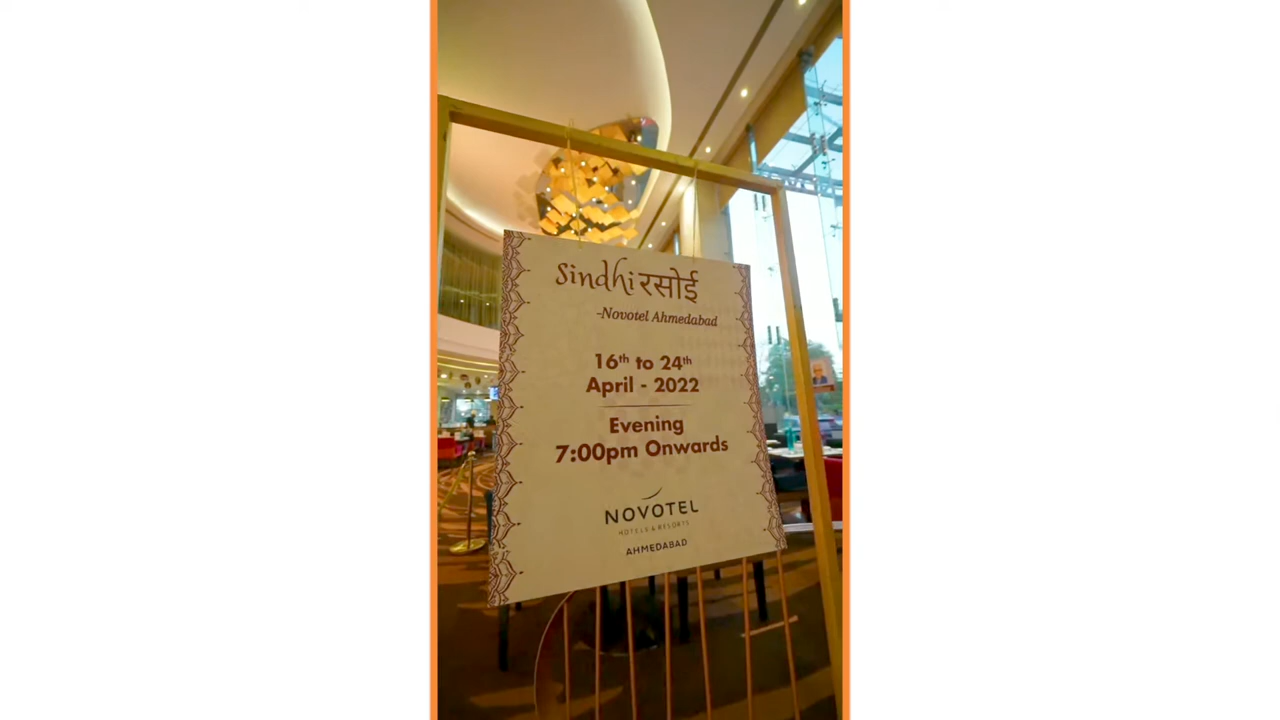 Sindhi रसोई
-Novotel Ahmedabad
16th to 24th
April - 2022
Evening
7:00pm Onwards
NOVOTEL
HOTELS & RESORTS
AHMEDABAD